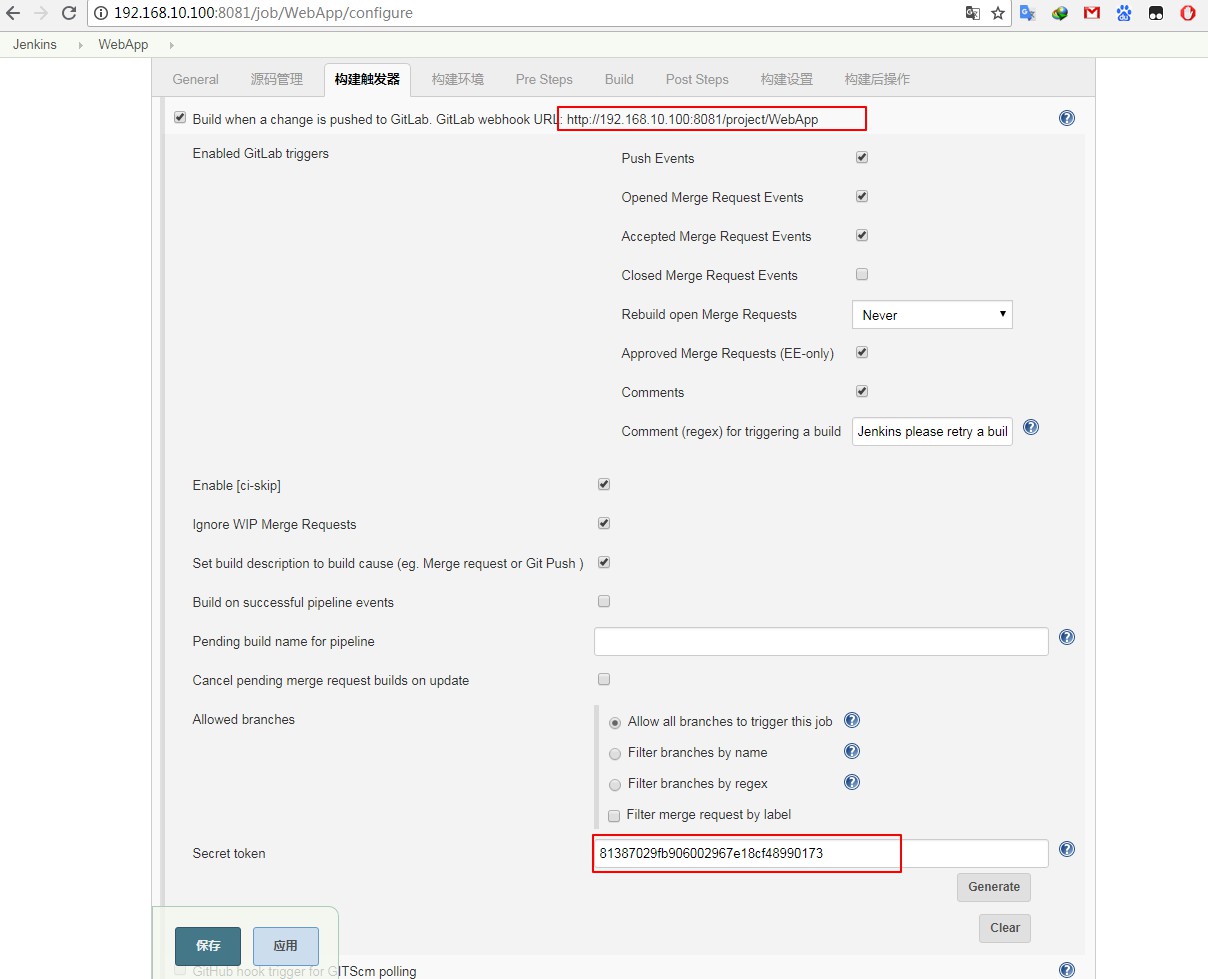 192.168.10.100:8081/job/WebApp/configure
Jenkins WebApp
General 源码管理 构建触发器 构建环境 Pre Steps Build Post Steps 构建设置 构建后操作
Build when a change is pushed to GitLab. GitLab webhook URL: http://192.168.10.100:8081/project/WebApp
Enabled GitLab triggers
Push Events
Opened Merge Request Events
Accepted Merge Request Events
Closed Merge Request Events
Rebuild open Merge Requests Never
Approved Merge Requests (EE-only)
Comments
Comment (regex) for triggering a build Jenkins please retry a buil
Enable [ci-skip]
Ignore WIP Merge Requests
Set build description to build cause (eg. Merge request or Git Push )
Build on successful pipeline events
Pending build name for pipeline
Cancel pending merge request builds on update
Allowed branches
Allow all branches to trigger this job
Filter branches by name
Filter branches by regex
Filter merge request by label
Secret token 81387029fb906002967e18cf48990173
Generate
Clear
保存 应用
GitHub hook trigger for GITScm polling